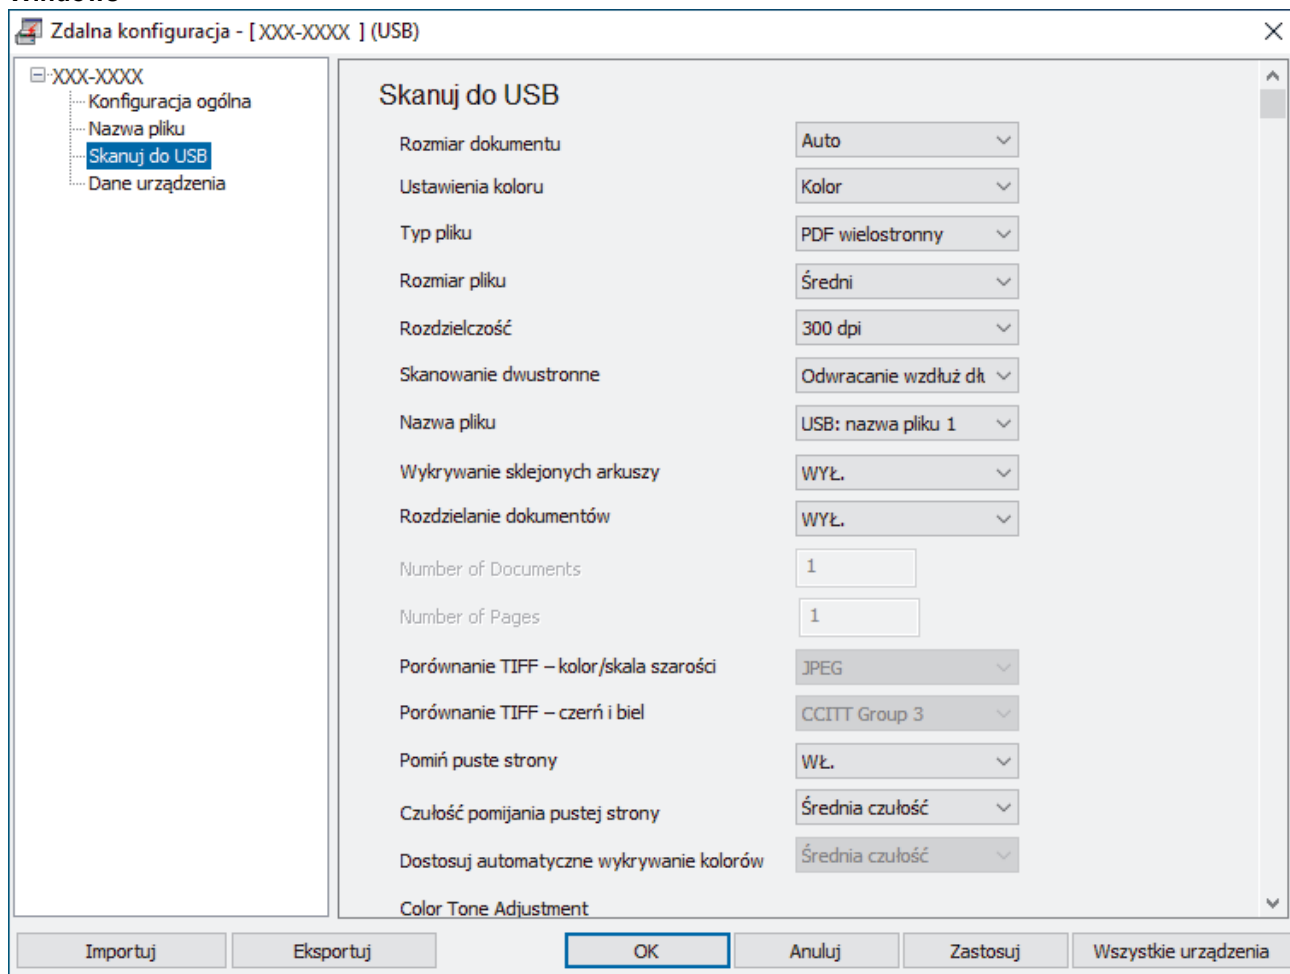 Zdalna konfiguracja - [ XXX-XXXX ] (USB)
XXX-XXXX
Konfiguracja ogólna
Nazwa pliku
Skanuj do USB
Dane urządzenia
Skanuj do USB
Rozmiar dokumentu Auto
Ustawienia koloru Kolor
Typ pliku PDF wielostronny
Rozmiar pliku Średni
Rozdzielczość 300 dpi
Skanowanie dwustronne Odwracanie wzdłuż dł
Nazwa pliku USB: nazwa pliku 1
Wykrywanie sklejonych arkuszy WYŁ.
Rozdzielanie dokumentów WYŁ.
Number of Documents 1
Number of Pages 1
Porównanie TIFF – kolor/skala szarości JPEG
Porównanie TIFF – czerń i biel CCITT Group 3
Pomiń puste strony WŁ.
Czułość pomijania pustej strony Średnia czułość
Dostosuj automatyczne wykrywanie kolorów Średnia czułość
Color Tone Adjustment
Importuj Eksportuj OK Anuluj Zastosuj Wszystkie urządzenia